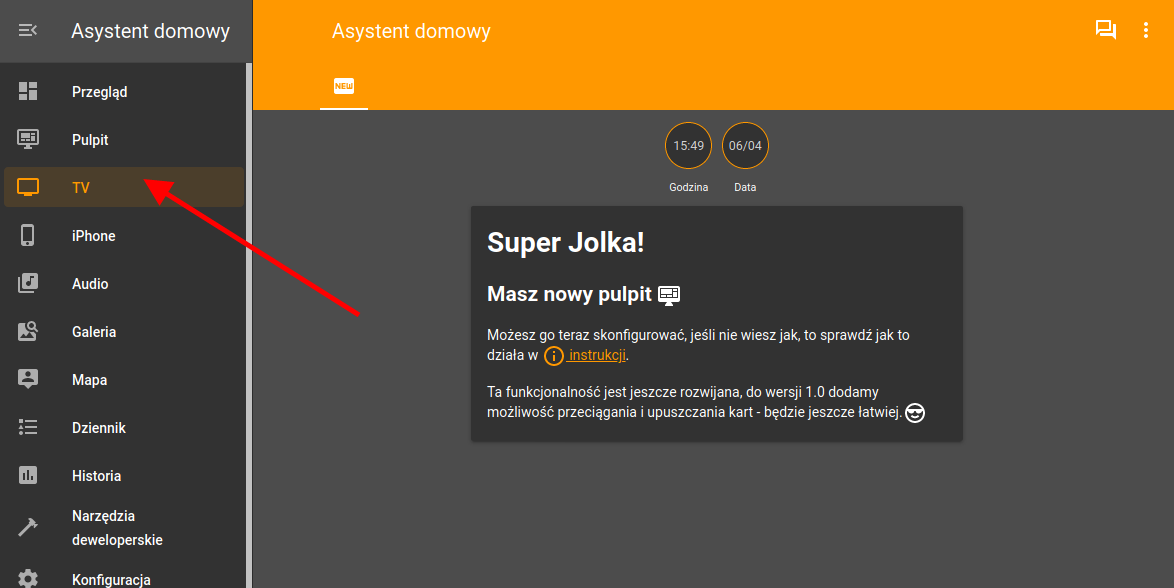 Asystent domowy
Przegląd
Pulpit
TV
iPhone
Audio
Galeria
Mapa
Dziennik
Historia
Narzędzia
deweloperskie
Konfiguracja
Asystent domowy
NEW
15:49
06/04
Godzina
Data
Super Jolka!
Masz nowy pulpit
Możesz go teraz skonfigurować, jeśli nie wiesz jak, to sprawdź jak to
działa w instrukcji.
Ta funkcjonalność jest jeszcze rozwijana, do wersji 1.0 dodamy
możliwość przeciągania i upuszczania kart - będzie jeszcze łatwiej.